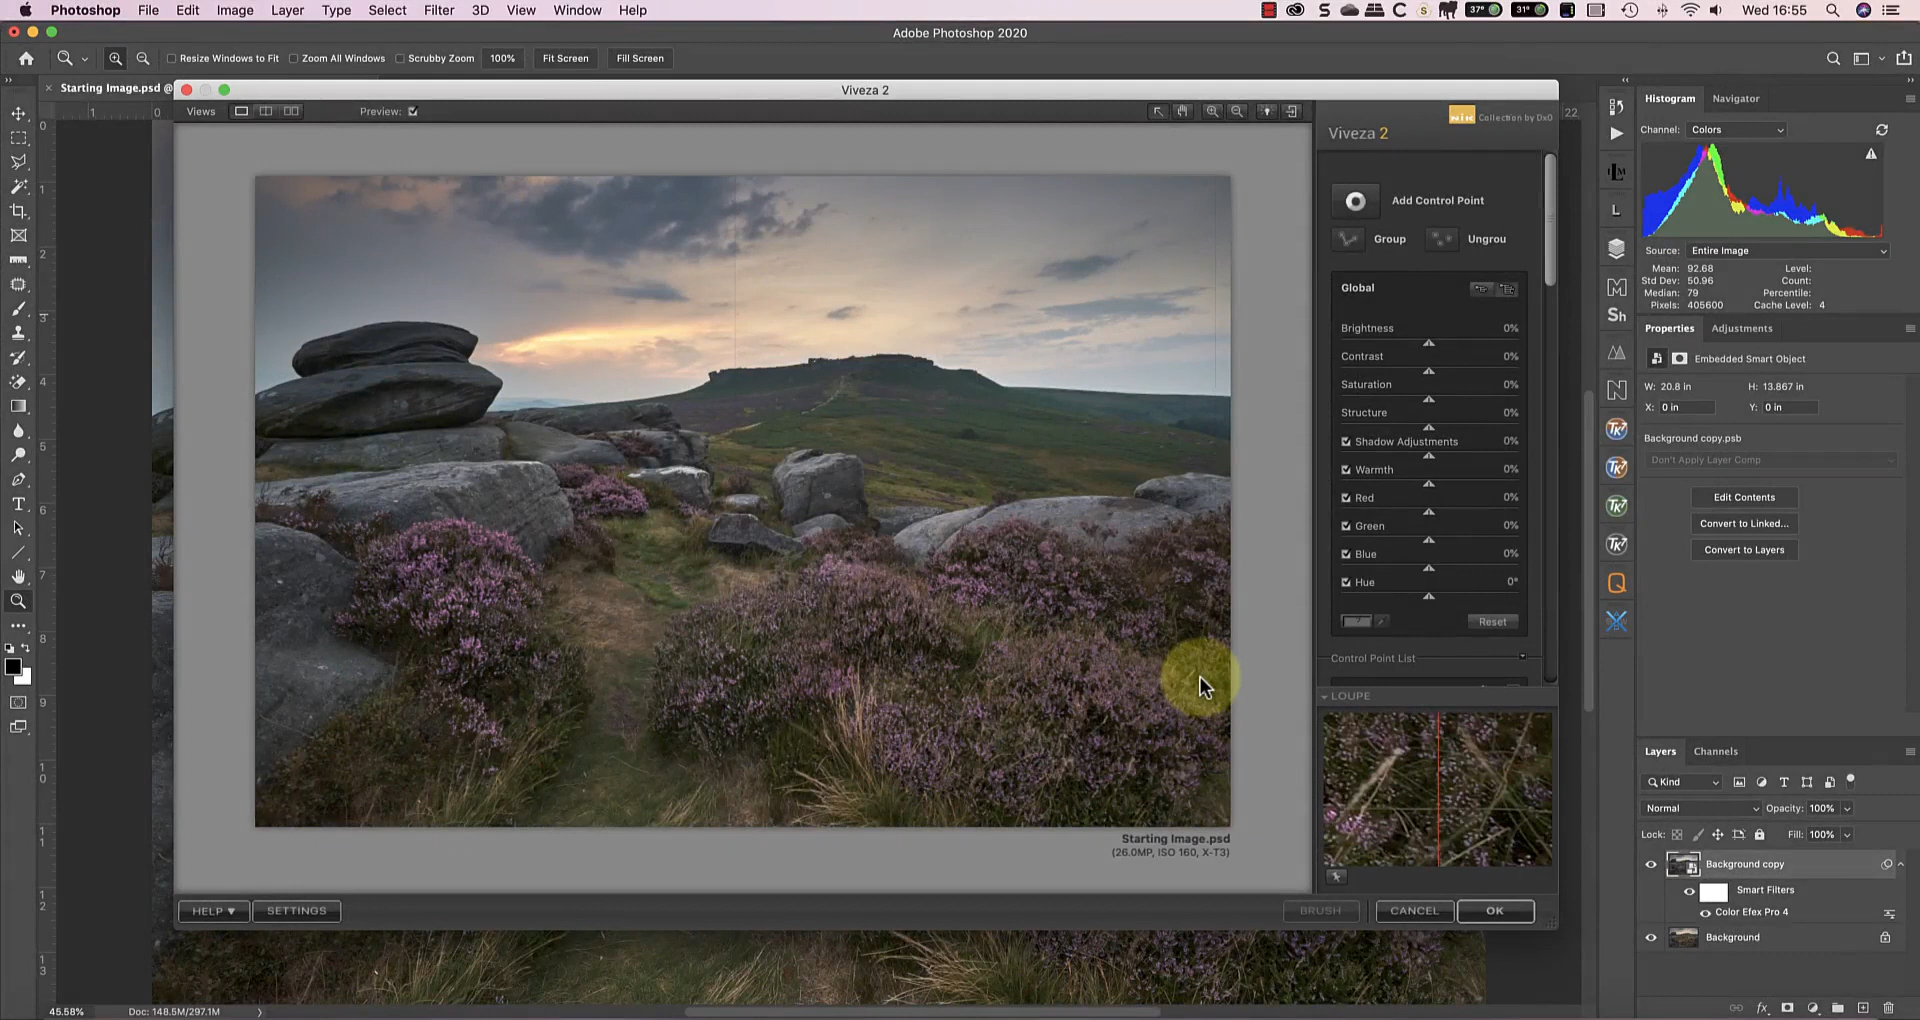 Photoshop File Edit Image Layer Type Select Filter 3D View Window Help 37° 31° Wed 16:55
Adobe Photoshop 2020
Resize Windows to Fit Zoom All Windows Scrubby Zoom 100% Fit Screen Fill Screen
Starting Image.psd @
Viveza 2
Views Preview:
Viveza 2
nik Collection by DxO
Add Control Point
Group Ungrou
Global
Brightness 0%
Contrast 0%
Saturation 0%
Structure 0%
Shadow Adjustments 0%
Warmth 0%
Red 0%
Green 0%
Blue 0%
Hue 0°
Reset
Control Point List
LOUPE
Starting Image.psd
(26.0MP, ISO 160, X-T3)
HELP SETTINGS BRUSH CANCEL OK
Histogram Navigator
Channel: Colors
Source: Entire Image
Mean: 92.68 Level:
Std Dev: 50.96 Count:
Median: 79 Percentile:
Pixels: 405600 Cache Level: 4
Properties Adjustments
Embedded Smart Object
W: 20.8 in H: 13.867 in
X: 0 in Y: 0 in
Background copy.psb
Don't Apply Layer Comp
Edit Contents
Convert to Linked...
Convert to Layers
Layers Channels
Kind
Normal Opacity: 100%
Lock: Fill: 100%
Background copy
Smart Filters
Color Efex Pro 4
Background
45.58% Doc: 148.5M/297.1M